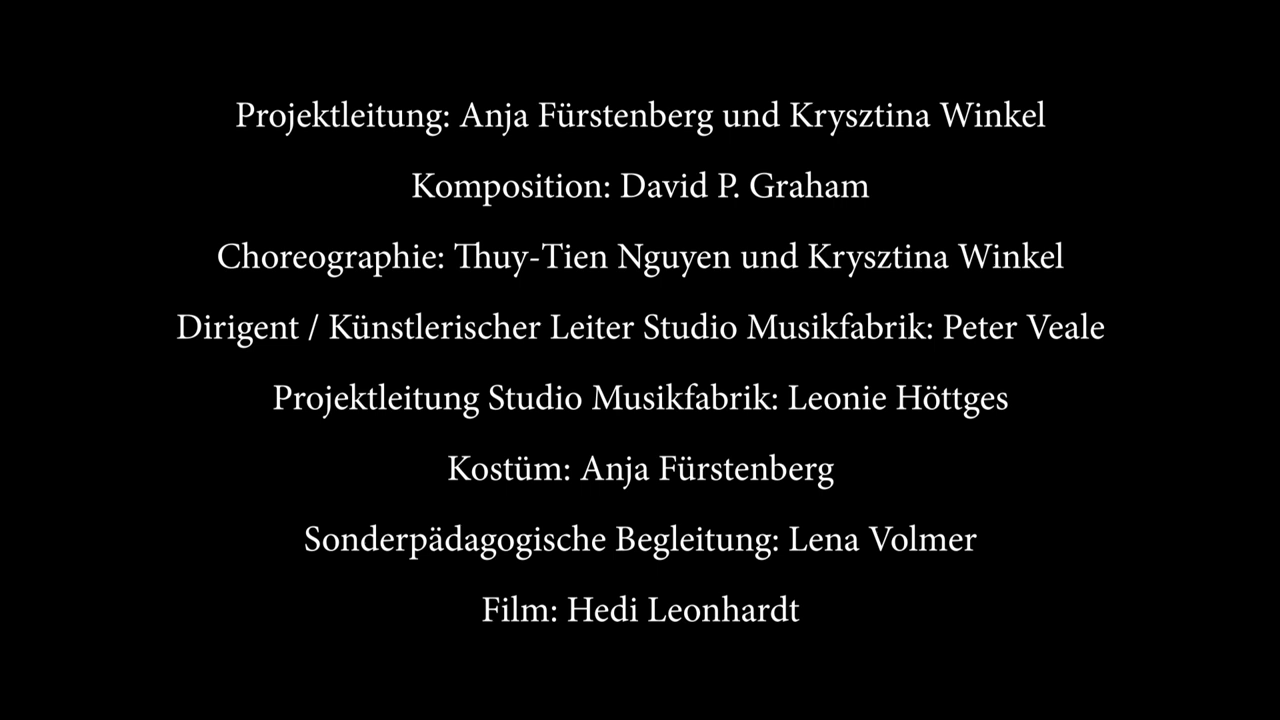 Projektleitung: Anja Fürstenberg und Krysztina Winkel
Komposition: David P. Graham
Choreographie: Thuy-Tien Nguyen und Krysztina Winkel
Dirigent / Künstlerischer Leiter Studio Musikfabrik: Peter Veale
Projektleitung Studio Musikfabrik: Leonie Höttges
Kostüm: Anja Fürstenberg
Sonderpädagogische Begleitung: Lena Volmer
Film: Hedi Leonhardt